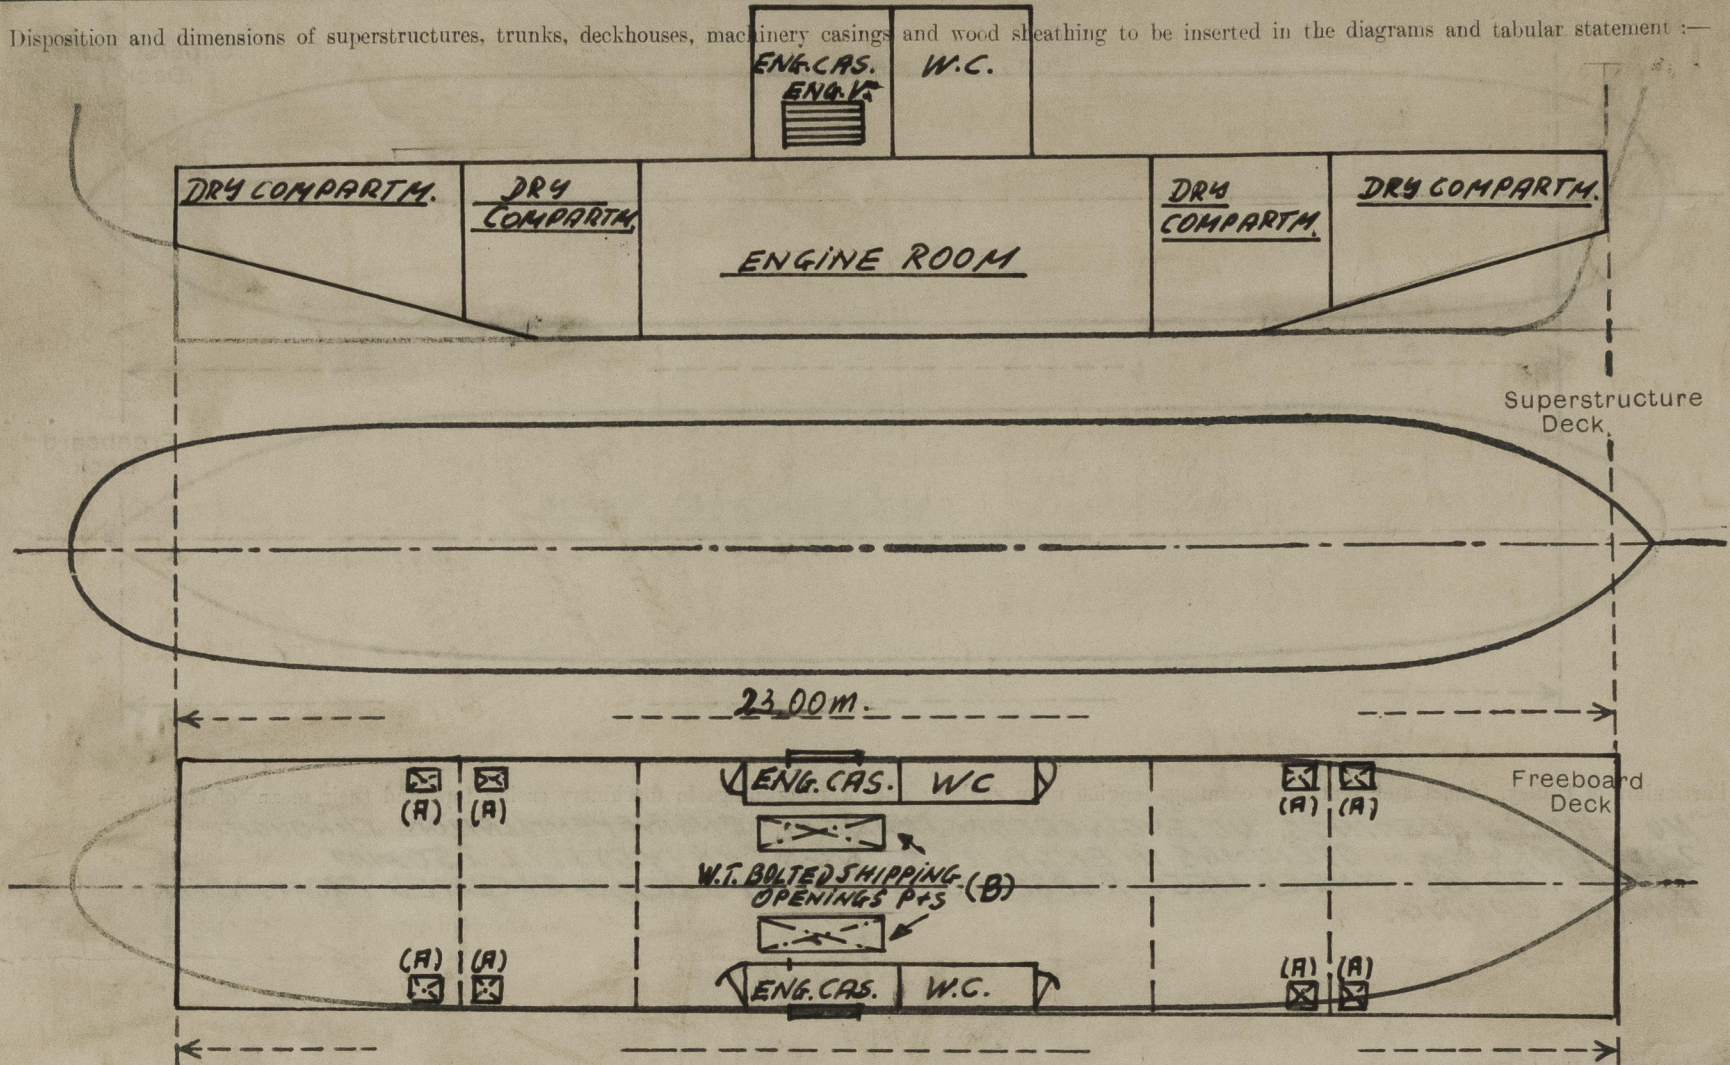 Disposition and dimensions of superstructures, trunks, deckhouses, machinery casings and wood sheathing to be inserted in the diagrams and tabular statement :—
ENG.CAS. W.C.
ENG.
DRY COMPARTM.
DRY
COMPARTM.
ENGINE ROOM
DRY
COMPARTM.
DRY COMPARTM.
Superstructure
Deck
23.00m.
ENG. CAS. WC
Freeboard
Deck
(A) (A) (A) (A)
W.T. BOLTED SHIPPING
OPENINGS P+S (B)
(A) (A) (A) (A)
ENG. CAS. W.C.